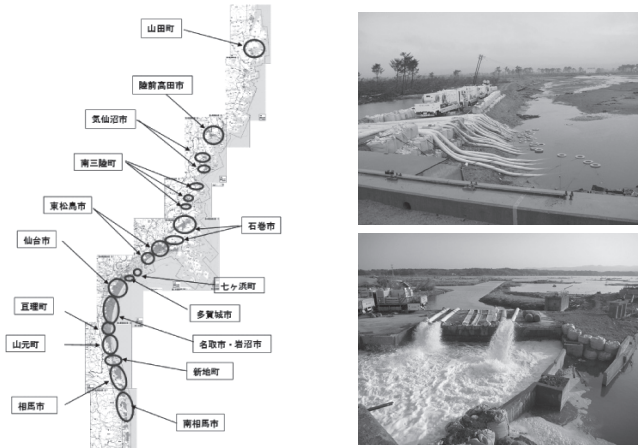 山田町
陸前高田市
気仙沼市
南三陸町
東松島市
石巻市
仙台市
七ヶ浜町
多賀城市
亘理町
名取市・岩沼市
山元町
新地町
相馬市
南相馬市